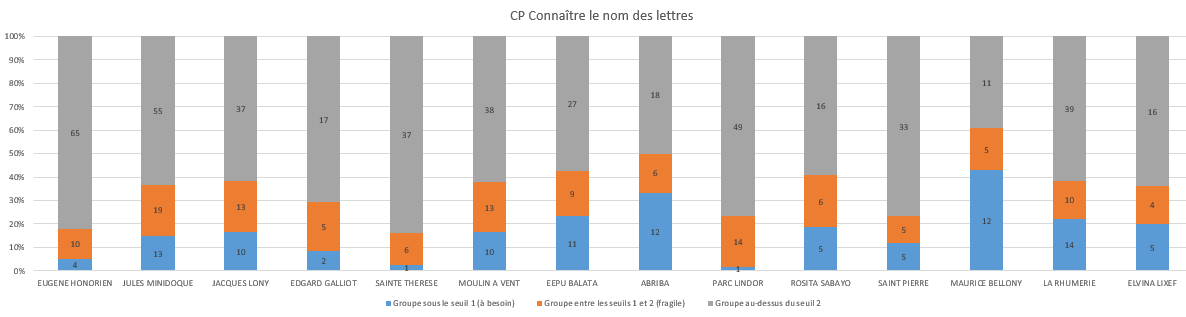 CP Connaître le nom des lettres
100%
90%
80%
70%
60%
50%
40%
30%
20%
10%
0%
65 55 37 17 37 38 27 18 49 16 33 11 39 16
10 19 13 5 6 13 9 6 14 6 5 5 10 4
4 13 10 2 1 10 11 12 1 5 5 12 14 5
EUGENE HONORIEN JULES MINIDOQUE JACQUES LONY EDGARD GALLIOT SAINTE THERESE MOULIN A VENT EEPU BALATA ABRIBA PARC LINDOR ROSITA SABAYO SAINT PIERRE MAURICE BELLONY LA RHUMERIE ELVINA LIXEF
Groupe sous le seuil 1 (à besoin) Groupe entre les seuils 1 et 2 (fragile) Groupe au-dessus du seuil 2